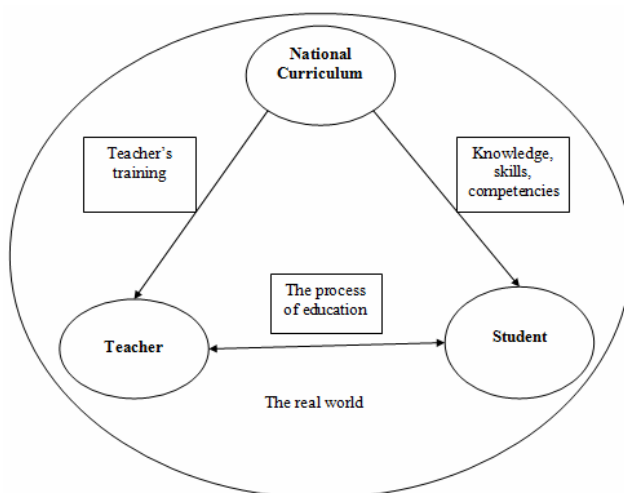 National
Curriculum
Teacher's
training
Knowledge,
skills,
competencies
The process
of education
Teacher
Student
The real world